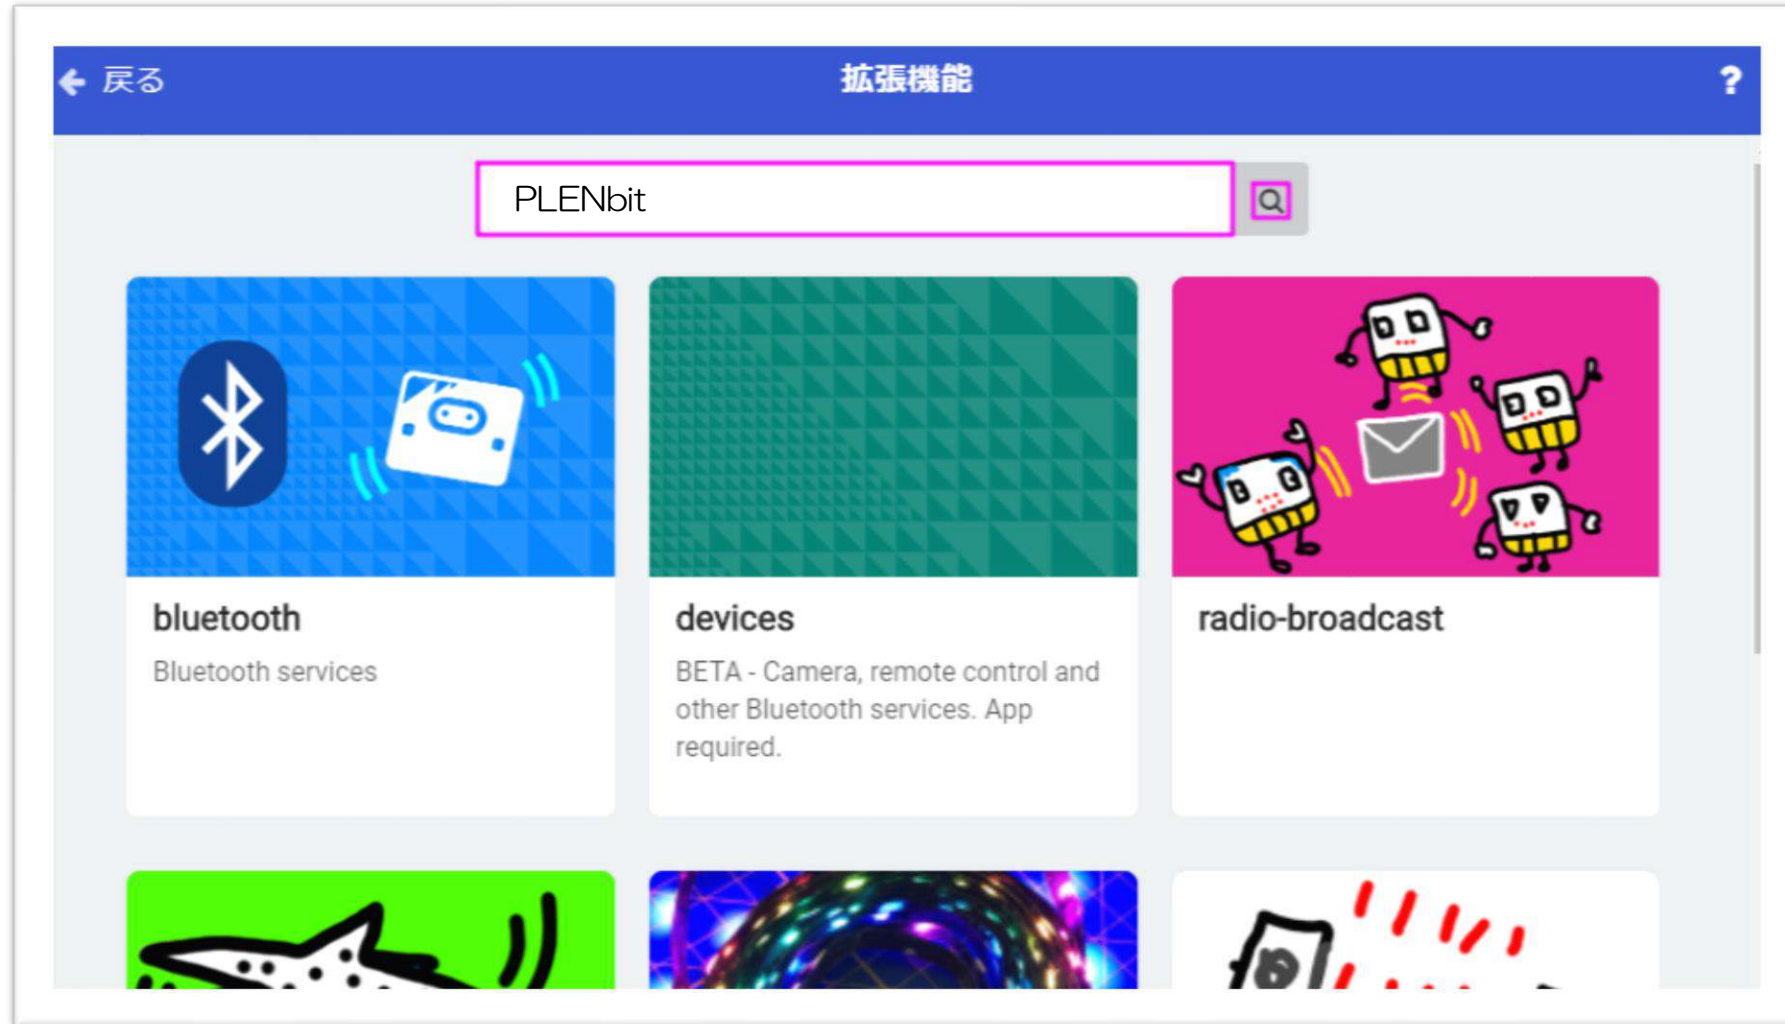 戻る
拡張機能
?
PLENbit
bluetooth
Bluetooth services
devices
BETA - Camera, remote control and
other Bluetooth services. App
required.
radio-broadcast